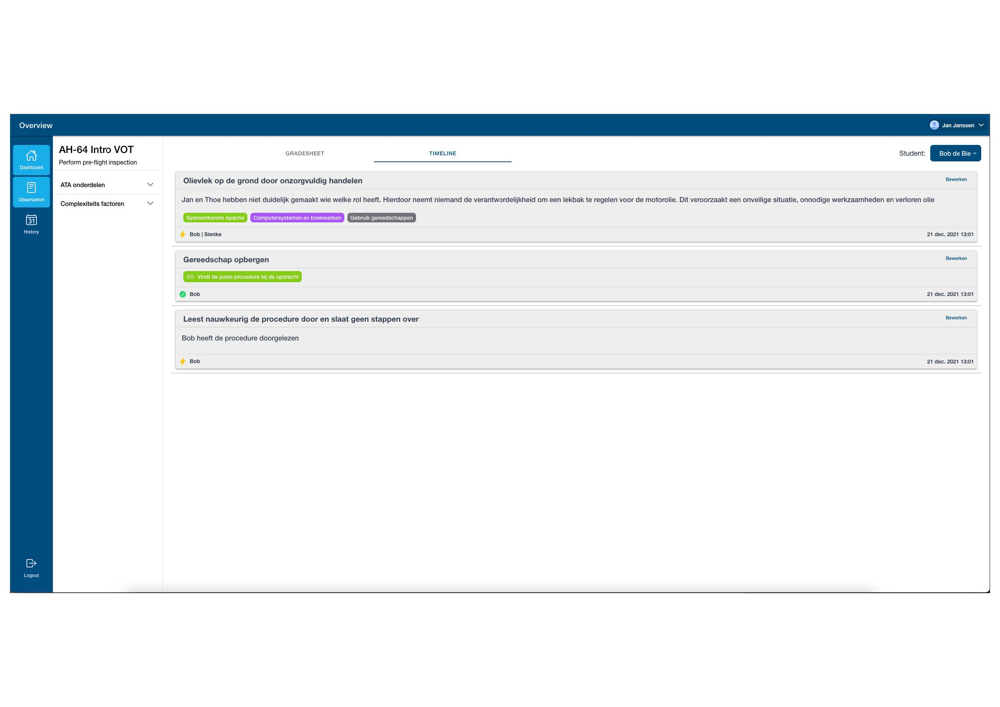 Overview
Jan Janssen
Dashboard
Observation
31
History
Logout
AH-64 Intro VOT
Perform pre-flight inspection
ATA onderdelen
Complexiteits factoren
GRADESHEET
TIMELINE
Student:
Bob de Bie
Olievlek op de grond door onzorgvuldig handelen
Bewerken
Jan en Thoe hebben niet duidelijk gemaakt wie welke rol heeft. Hierdoor neemt niemand de verantwordelijkheid om een lekbak te regelen voor de motorolie. Dit veroorzaakt een onveilige situatie, onnodige werkzaamheden en verloren olie
Systeemkennis Apache
Computersystemen en boekwerken
Gebruik gereedschappen
Bob | Sienke
21 dec. 2021 13:01
Gereedschap opbergen
Bewerken
Vindt de juiste procedure bij de opdracht
Bob
21 dec. 2021 13:01
Leest nauwkeurig de procedure door en slaat geen stappen over
Bewerken
Bob heeft de procedure doorgelezen
Bob
21 dec. 2021 13:01